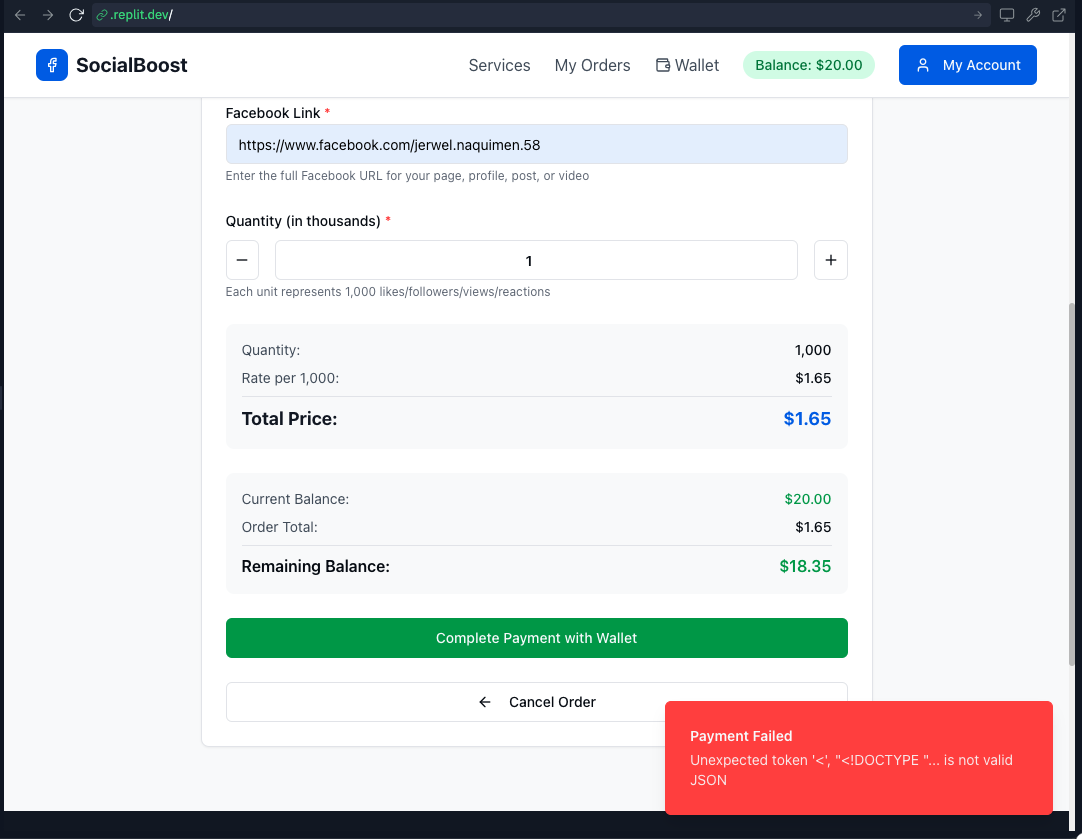 .replit.dev/
SocialBoost
Services
My Orders
Wallet
Balance: $20.00
My Account
Facebook Link *
https://www.facebook.com/jerwel.naquimen.58
Enter the full Facebook URL for your page, profile, post, or video
Quantity (in thousands) *
− 1 +
Each unit represents 1,000 likes/followers/views/reactions
Quantity: 1,000
Rate per 1,000: $1.65
Total Price: $1.65
Current Balance: $20.00
Order Total: $1.65
Remaining Balance: $18.35
Complete Payment with Wallet
← Cancel Order
Payment Failed
Unexpected token '<', "<!DOCTYPE "... is not valid
JSON